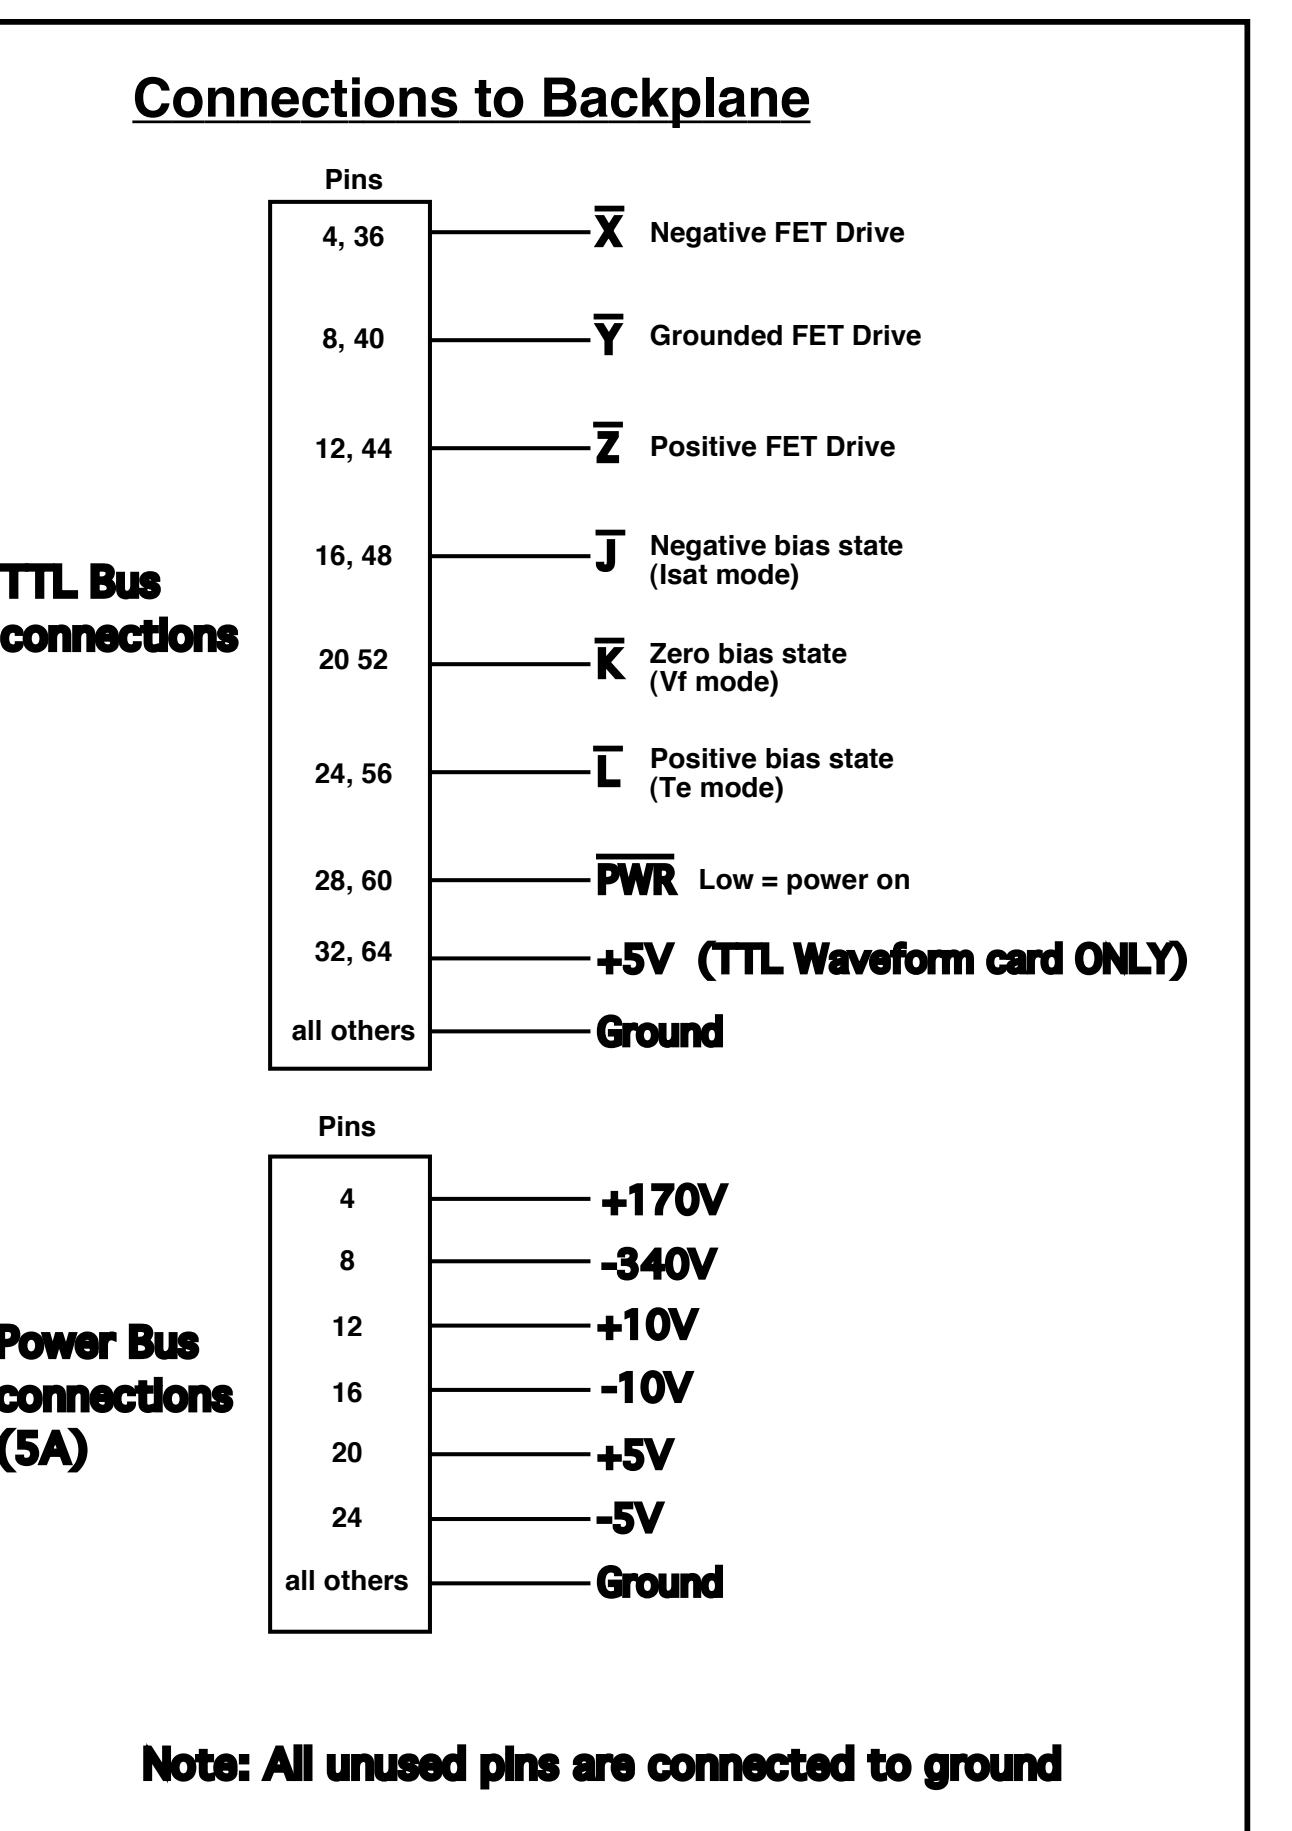 Connections to Backplane
Pins
4, 36 X̅ Negative FET Drive
8, 40 Y̅ Grounded FET Drive
12, 44 Z̅ Positive FET Drive
16, 48 J̅ Negative bias state
(Isat mode)
TTL Bus
connections
20 52 K̅ Zero bias state
(Vf mode)
24, 56 L̅ Positive bias state
(Te mode)
28, 60 P̅W̅R̅ Low = power on
32, 64 +5V (TTL Waveform card ONLY)
all others Ground
Pins
4 +170V
8 -340V
12 +10V
Power Bus
connections
(5A)
16 -10V
20 +5V
24 -5V
all others Ground
Note: All unused pins are connected to ground